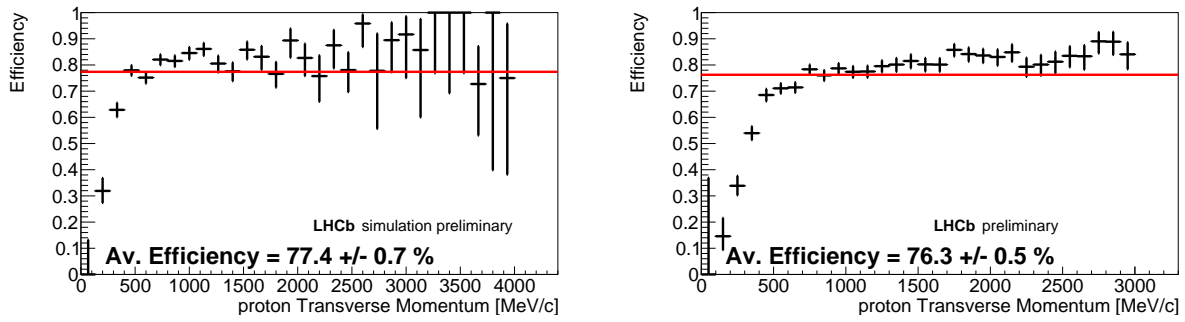 Efficiency
1
0.9
0.8
0.7
0.6
0.5
0.4
0.3
0.2
0.1
0
LHCb simulation preliminary
Av. Efficiency = 77.4 +/- 0.7 %
0 500 1000 1500 2000 2500 3000 3500 4000
proton Transverse Momentum [MeV/c]
Efficiency
1
0.9
0.8
0.7
0.6
0.5
0.4
0.3
0.2
0.1
0
LHCb preliminary
Av. Efficiency = 76.3 +/- 0.5 %
0 500 1000 1500 2000 2500 3000
proton Transverse Momentum [MeV/c]